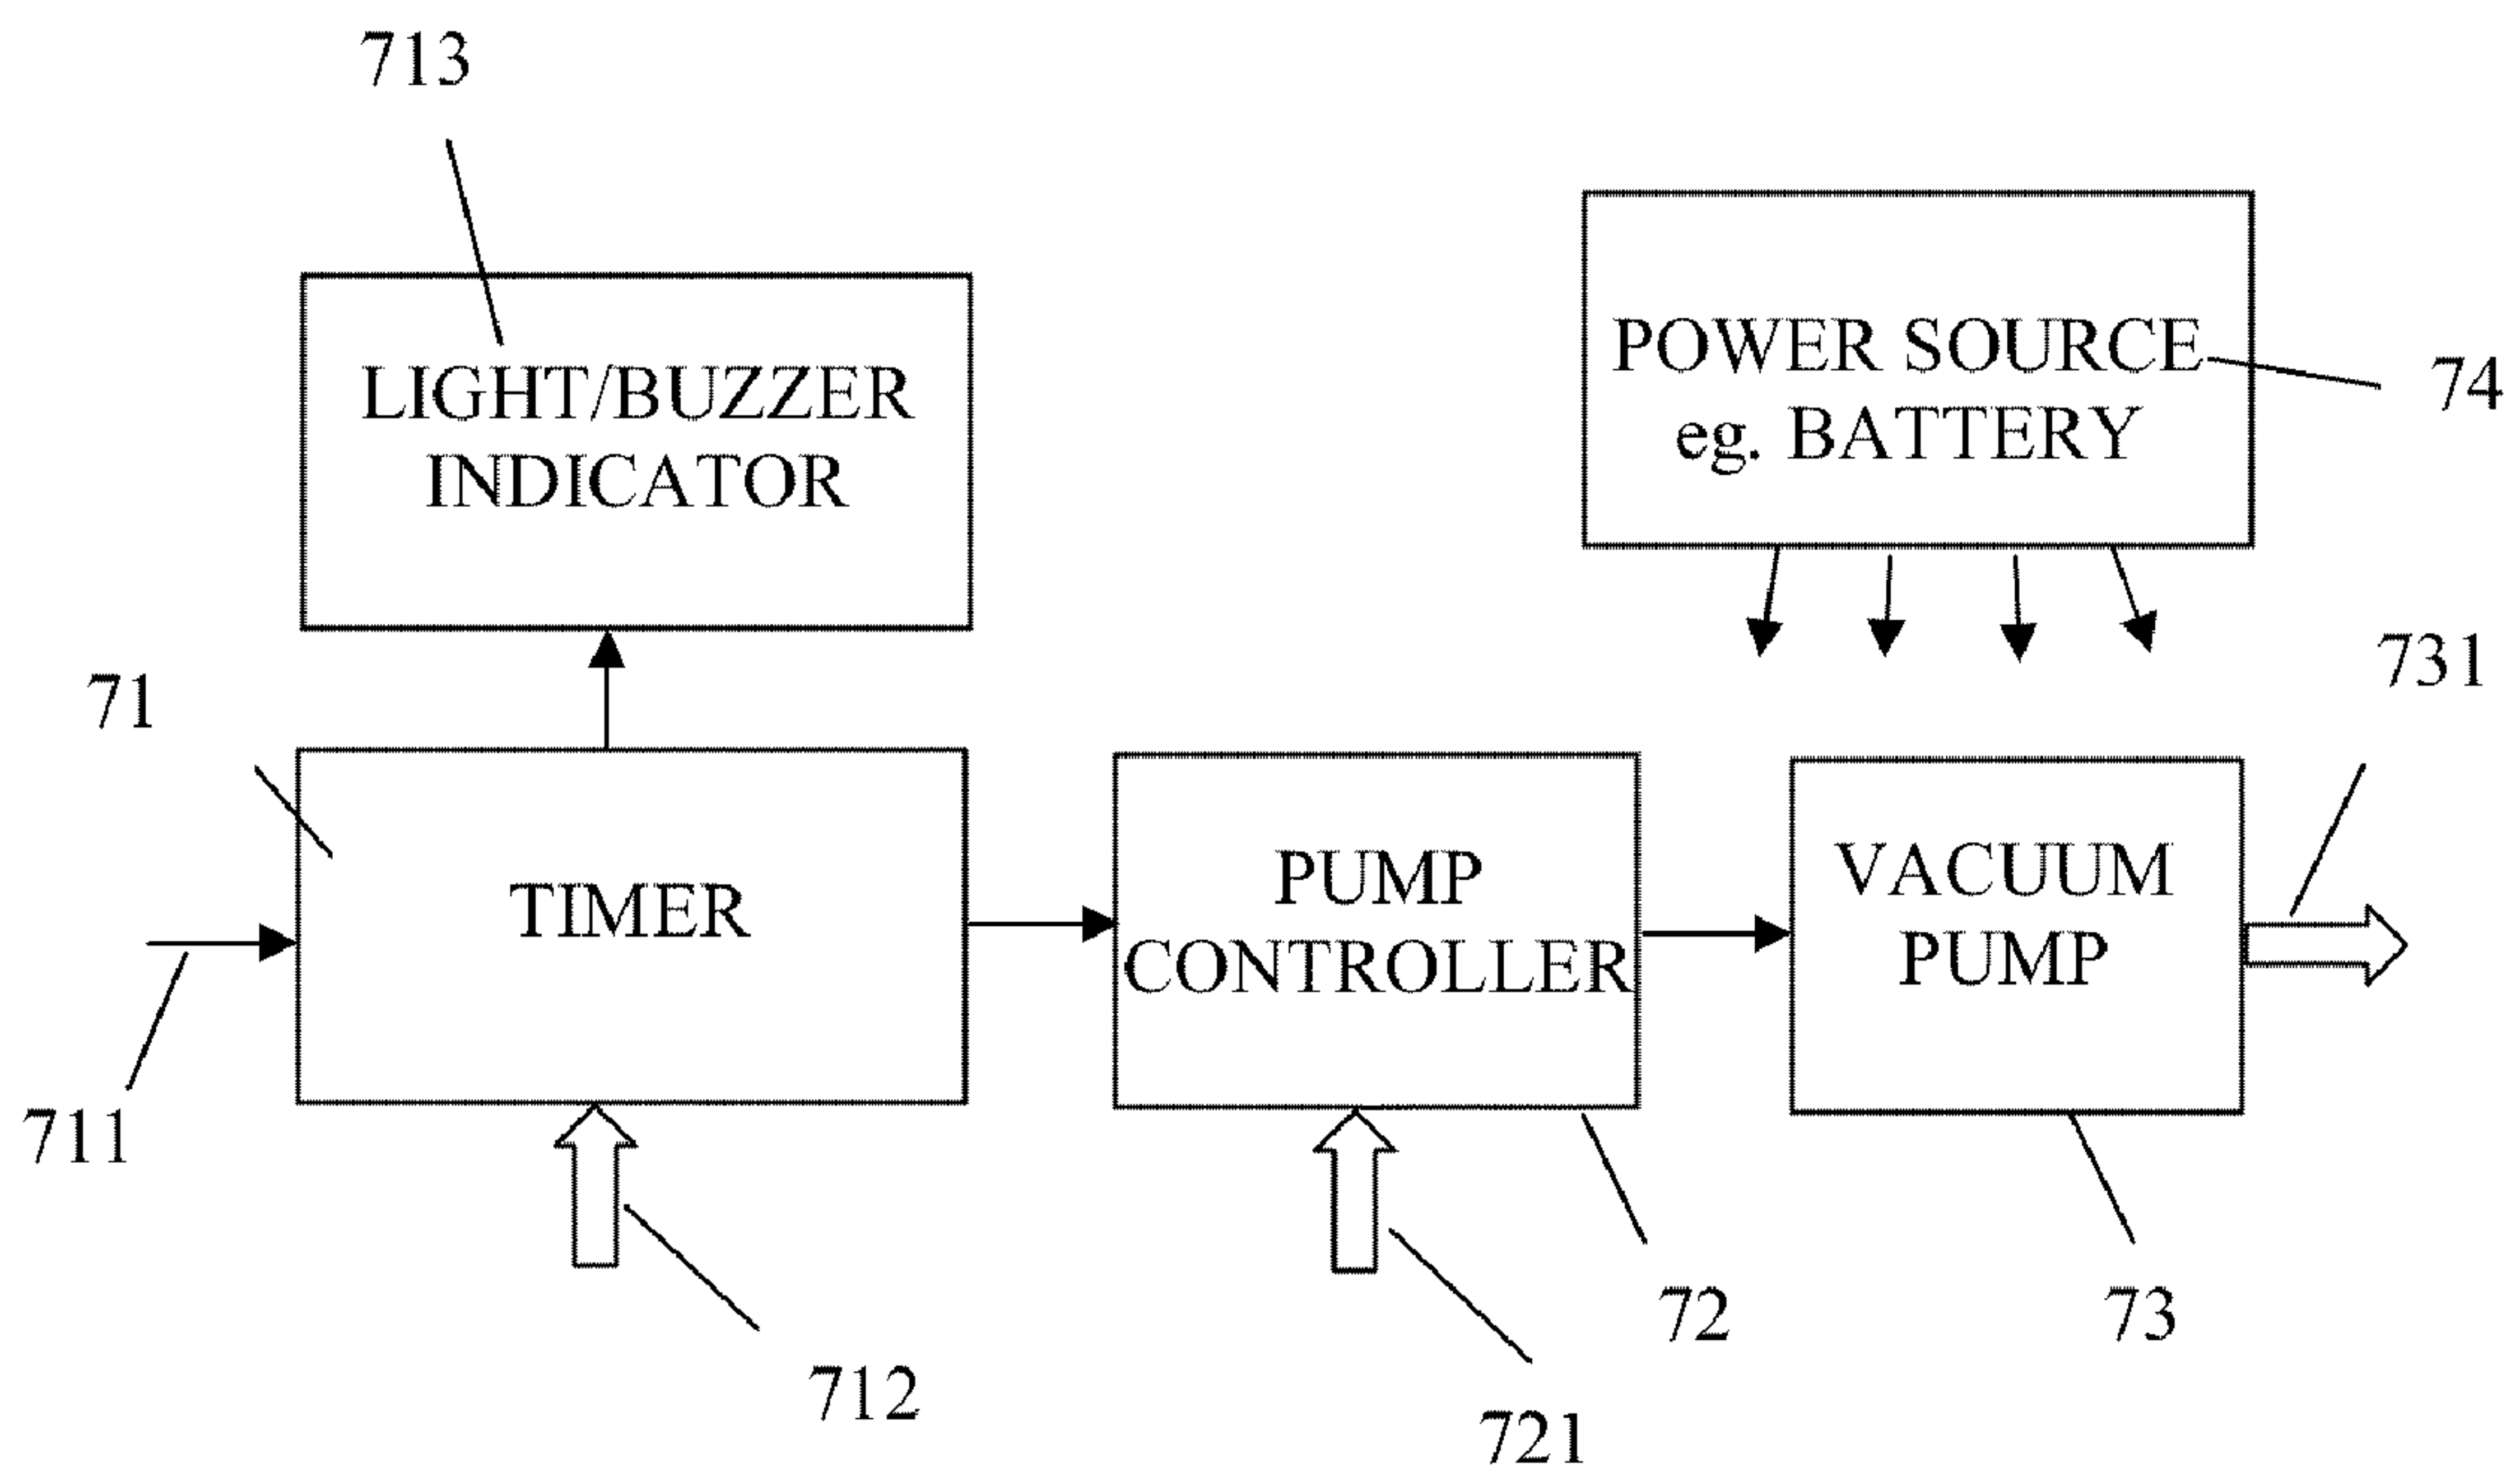 713
LIGHT/BUZZER
INDICATOR
POWER SOURCE
eg. BATTERY
74
71
731
TIMER
PUMP
CONTROLLER
VACUUM
PUMP
711
712
72
721
73